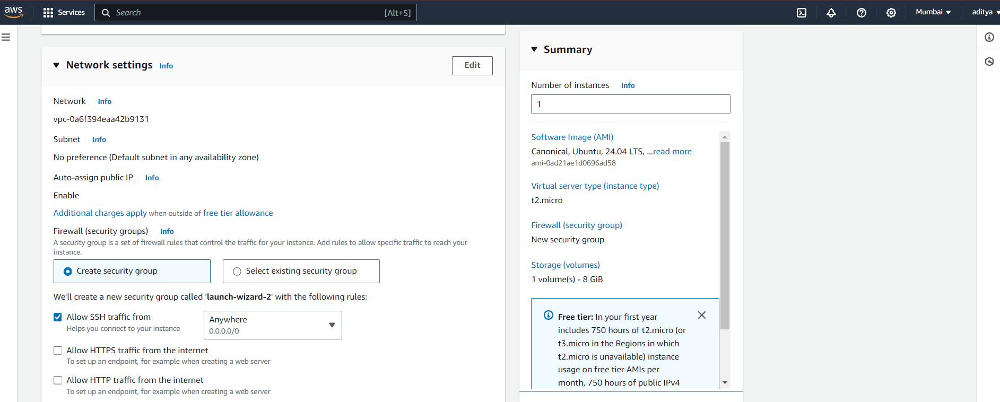 aws
Services
Search
[Alt+S]
Mumbai
aditya
Network settings Info
Edit
Network Info
vpc-0a6f394eaa42b9131
Subnet Info
No preference (Default subnet in any availability zone)
Auto-assign public IP Info
Enable
Additional charges apply when outside of free tier allowance
Firewall (security groups) Info
A security group is a set of firewall rules that control the traffic for your instance. Add rules to allow specific traffic to reach your
instance.
Create security group
Select existing security group
We'll create a new security group called 'launch-wizard-2' with the following rules:
Allow SSH traffic from
Helps you connect to your instance
Anywhere
0.0.0.0/0
Allow HTTPS traffic from the internet
To set up an endpoint, for example when creating a web server
Allow HTTP traffic from the internet
To set up an endpoint, for example when creating a web server
Summary
Number of instances Info
1
Software Image (AMI)
Canonical, Ubuntu, 24.04 LTS, ...read more
ami-0ad21ae1d0696ad58
Virtual server type (instance type)
t2.micro
Firewall (security group)
New security group
Storage (volumes)
1 volume(s) - 8 GiB
Free tier: In your first year
includes 750 hours of t2.micro (or
t3.micro in the Regions in which
t2.micro is unavailable) instance
usage on free tier AMIs per
month, 750 hours of public IPv4